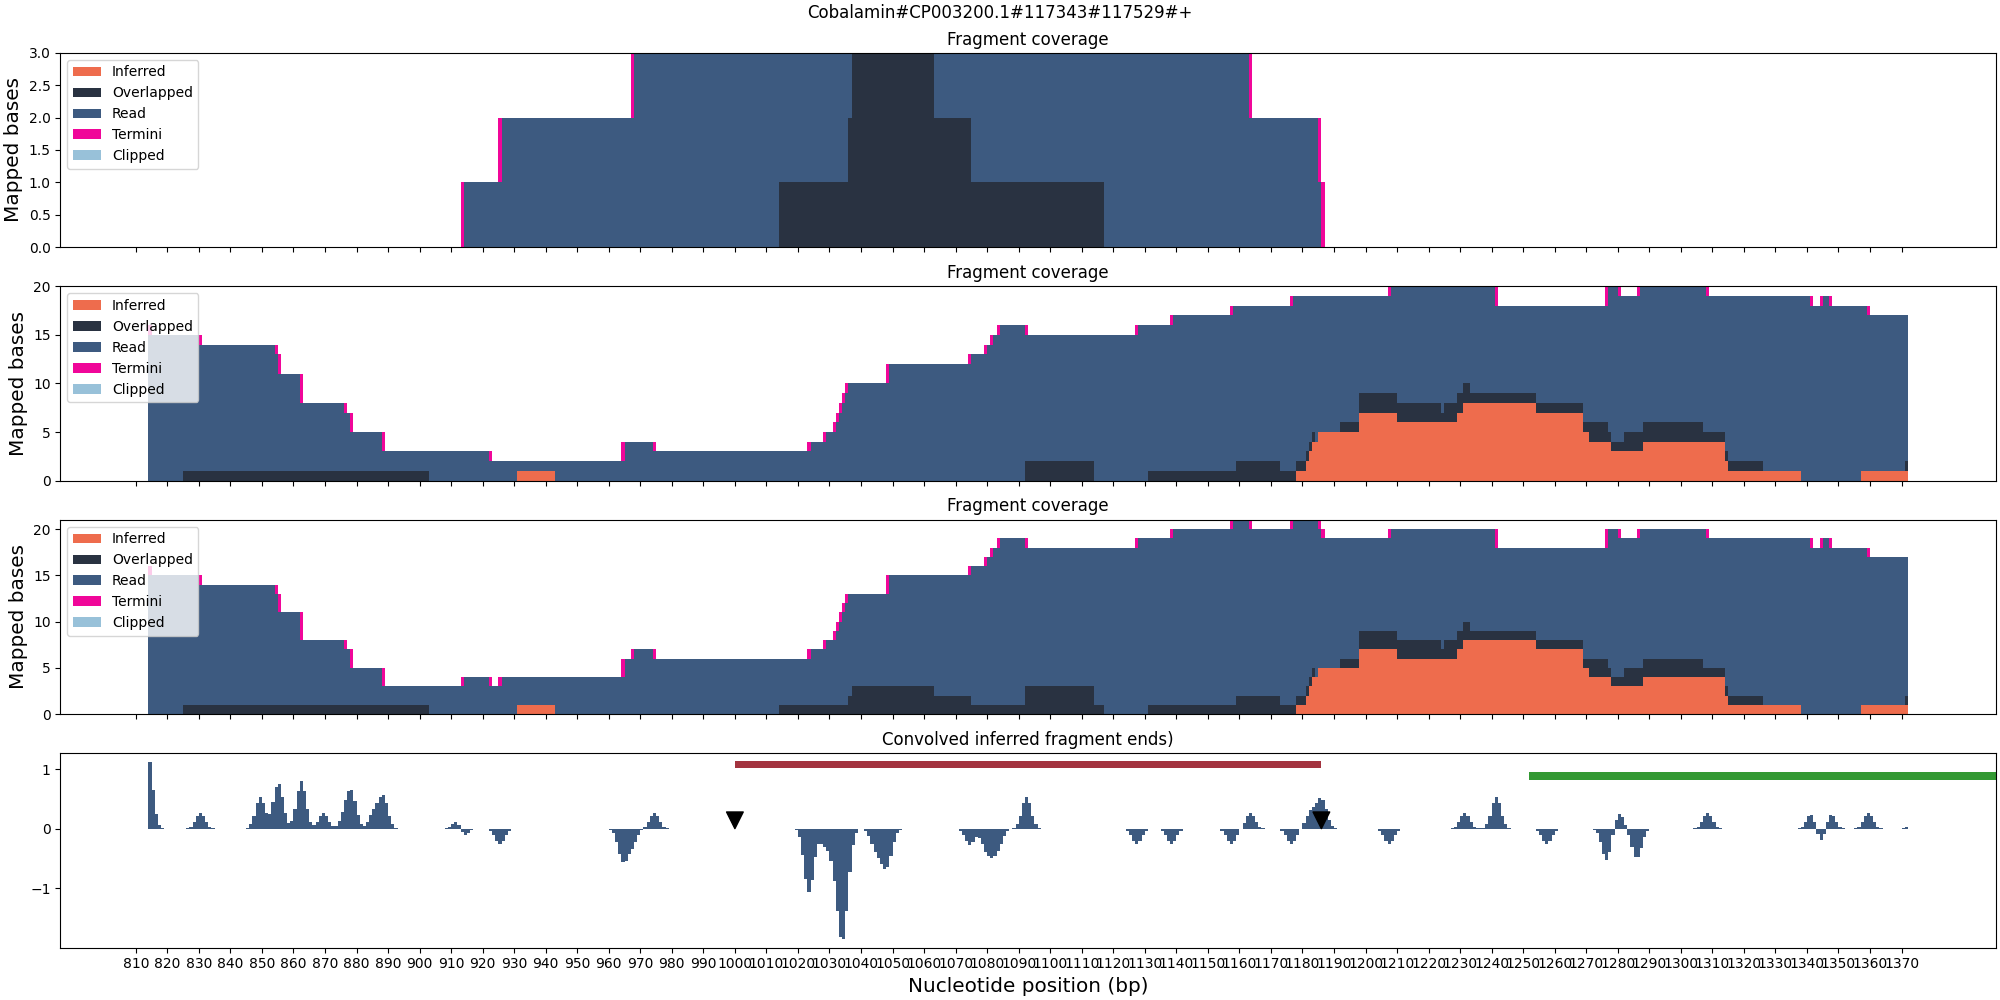 Cobalamin#CP003200.1#117343#117529#+
Fragment coverage
Mapped bases
3.0
2.5
2.0
1.5
1.0
0.5
0.0
Inferred
Overlapped
Read
Termini
Clipped
Fragment coverage
Mapped bases
20
15
10
5
0
Inferred
Overlapped
Read
Termini
Clipped
Fragment coverage
Mapped bases
20
15
10
5
0
Inferred
Overlapped
Read
Termini
Clipped
Convolved inferred fragment ends)
1
0
−1
810 820 830 840 850 860 870 880 890 900 910 920 930 940 950 960 970 980 990 1000 1010 1020 1030 1040 1050 1060 1070 1080 1090 1100 1110 1120 1130 1140 1150 1160 1170 1180 1190 1200 1210 1220 1230 1240 1250 1260 1270 1280 1290 1300 1310 1320 1330 1340 1350 1360 1370
Nucleotide position (bp)